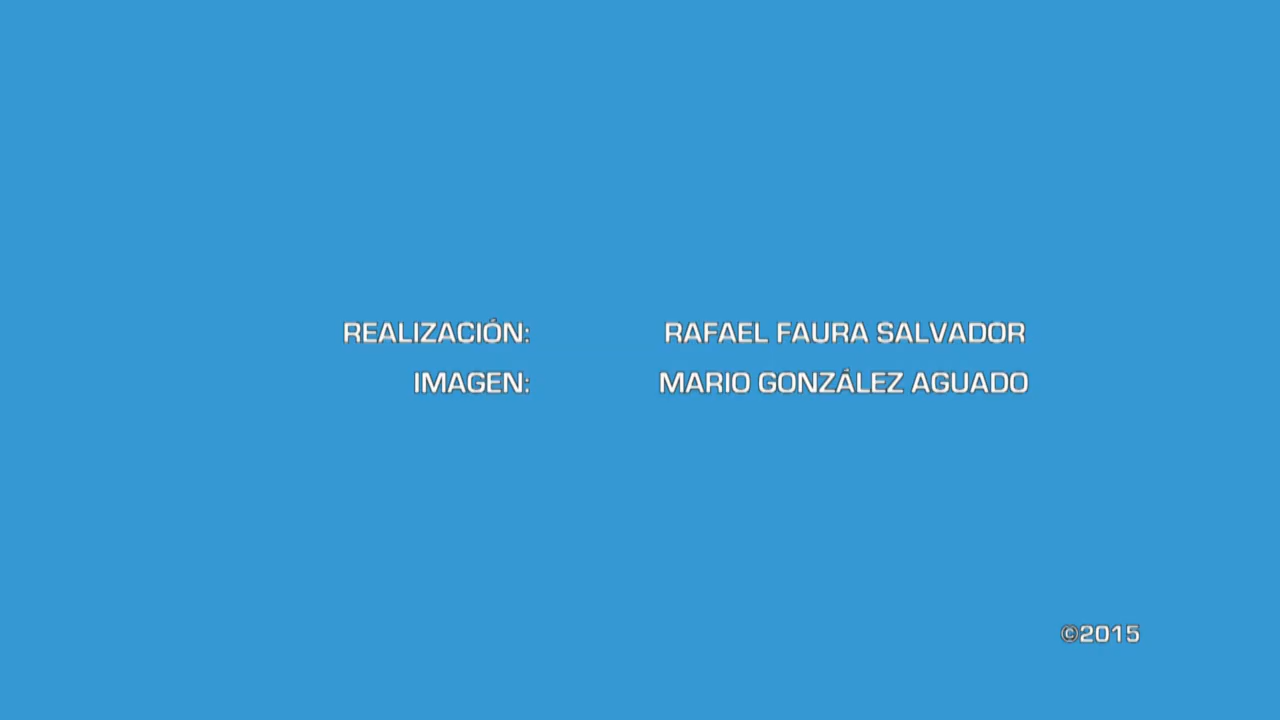 REALIZACIÓN: RAFAEL FAURA SALVADOR
IMAGEN: MARIO GONZÁLEZ AGUADO
©2015